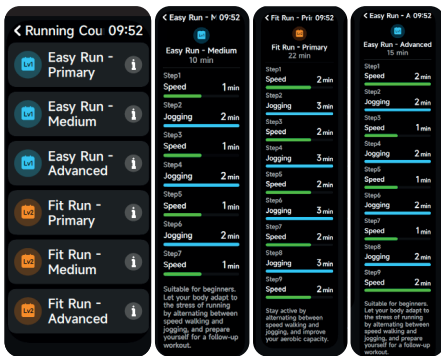 < Running Cou 09:52
Lv1
Easy Run -
Primary
i
Lv1
Easy Run -
Medium
i
Lv1
Easy Run -
Advanced
i
Lv2
Fit Run -
Primary
i
Lv2
Fit Run -
Medium
i
Lv2
Fit Run -
Advanced
i
< Easy Run - M 09:52
Easy Run - Medium
10 min
Step1
Speed 1 min
Step2
Jogging 2 min
Step3
Speed 1 min
Step4
Jogging 2 min
Step5
Speed 1 min
Step6
Jogging 2 min
Step7
Speed 1 min
Suitable for beginners.
Let your body adapt to
the stress of running
by alternating between
speed walking and
jogging, and prepare
yourself for a follow-up
workout.
< Fit Run - Pri 09:52
Fit Run - Primary
22 min
Step1
Speed 2 min
Step2
Jogging 3 min
Step3
Speed 2 min
Step4
Jogging 3 min
Step5
Speed 2 min
Step6
Jogging 3 min
Step7
Speed 2 min
Step8
Jogging 3 min
Step9
Speed 2 min
Stay active by
alternating between
speed walking and
jogging, and improve
your aerobic capacity.
< Easy Run - A 09:52
Easy Run - Advanced
15 min
Step1
Speed 2 min
Step2
Jogging 2 min
Step3
Speed 1 min
Step4
Jogging 2 min
Step5
Speed 1 min
Step6
Jogging 2 min
Step7
Speed 1 min
Step8
Jogging 2 min
Step9
Speed 2 min
Suitable for beginners.
Let your body adapt to
the stress of running
by alternating between
speed walking and
jogging, and prepare
yourself for a follow-up
workout.